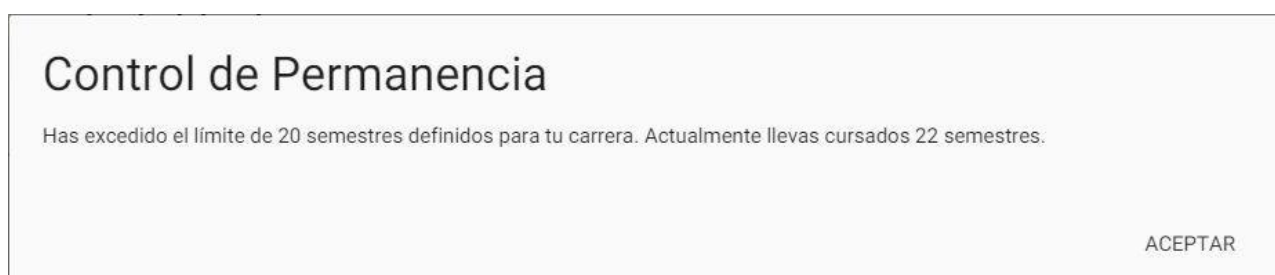 Control de Permanencia
Has excedido el límite de 20 semestres definidos para tu carrera. Actualmente llevas cursados 22 semestres.
ACEPTAR